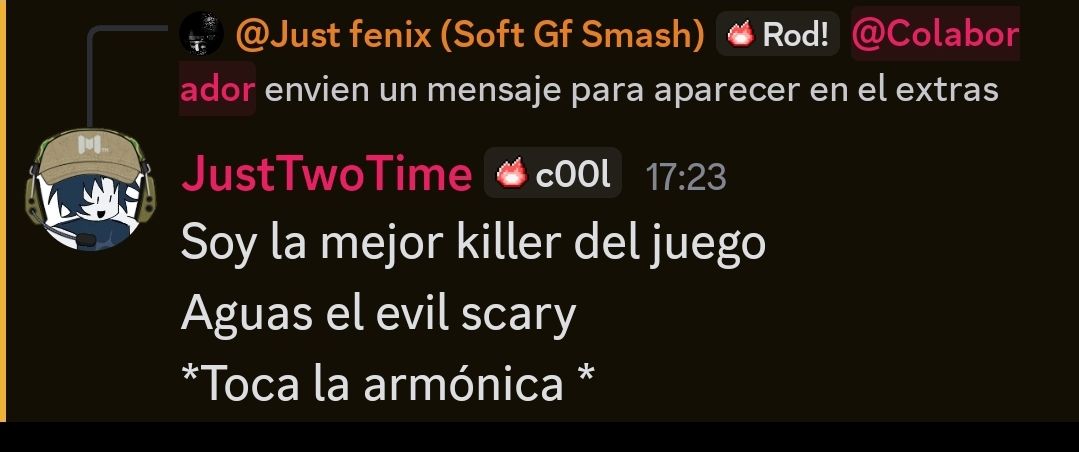 @Just fenix (Soft Gf Smash) Rod! @Colabor
ador envien un mensaje para aparecer en el extras
JustTwoTime c00l 17:23
Soy la mejor killer del juego
Aguas el evil scary
*Toca la armónica *